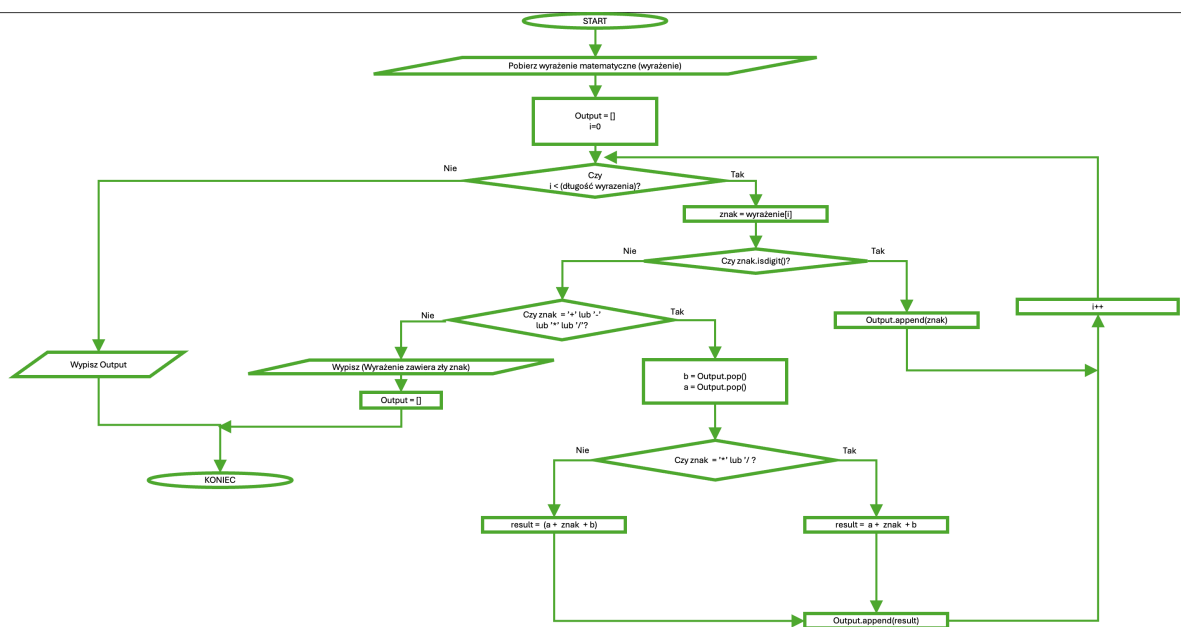 START
Pobierz wyrażenie matematyczne (wyrażenie)
Output = []
i=0
Nie
Czy
i < (długość wyrazenia)?
Tak
znak = wyrażenie[i]
Nie
Czy znak.isdigit()?
Tak
Nie
Czy znak = '+' lub '-'
lub '*' lub '/'?
Tak
Output.append(znak)
i++
Wypisz Output
Wypisz (Wyrażenie zawiera zły znak)
Output = []
b = Output.pop()
a = Output.pop()
Nie
Czy znak = '*' lub '/ ?
Tak
KONIEC
result = (a + znak + b)
result = a + znak + b
Output.append(result)